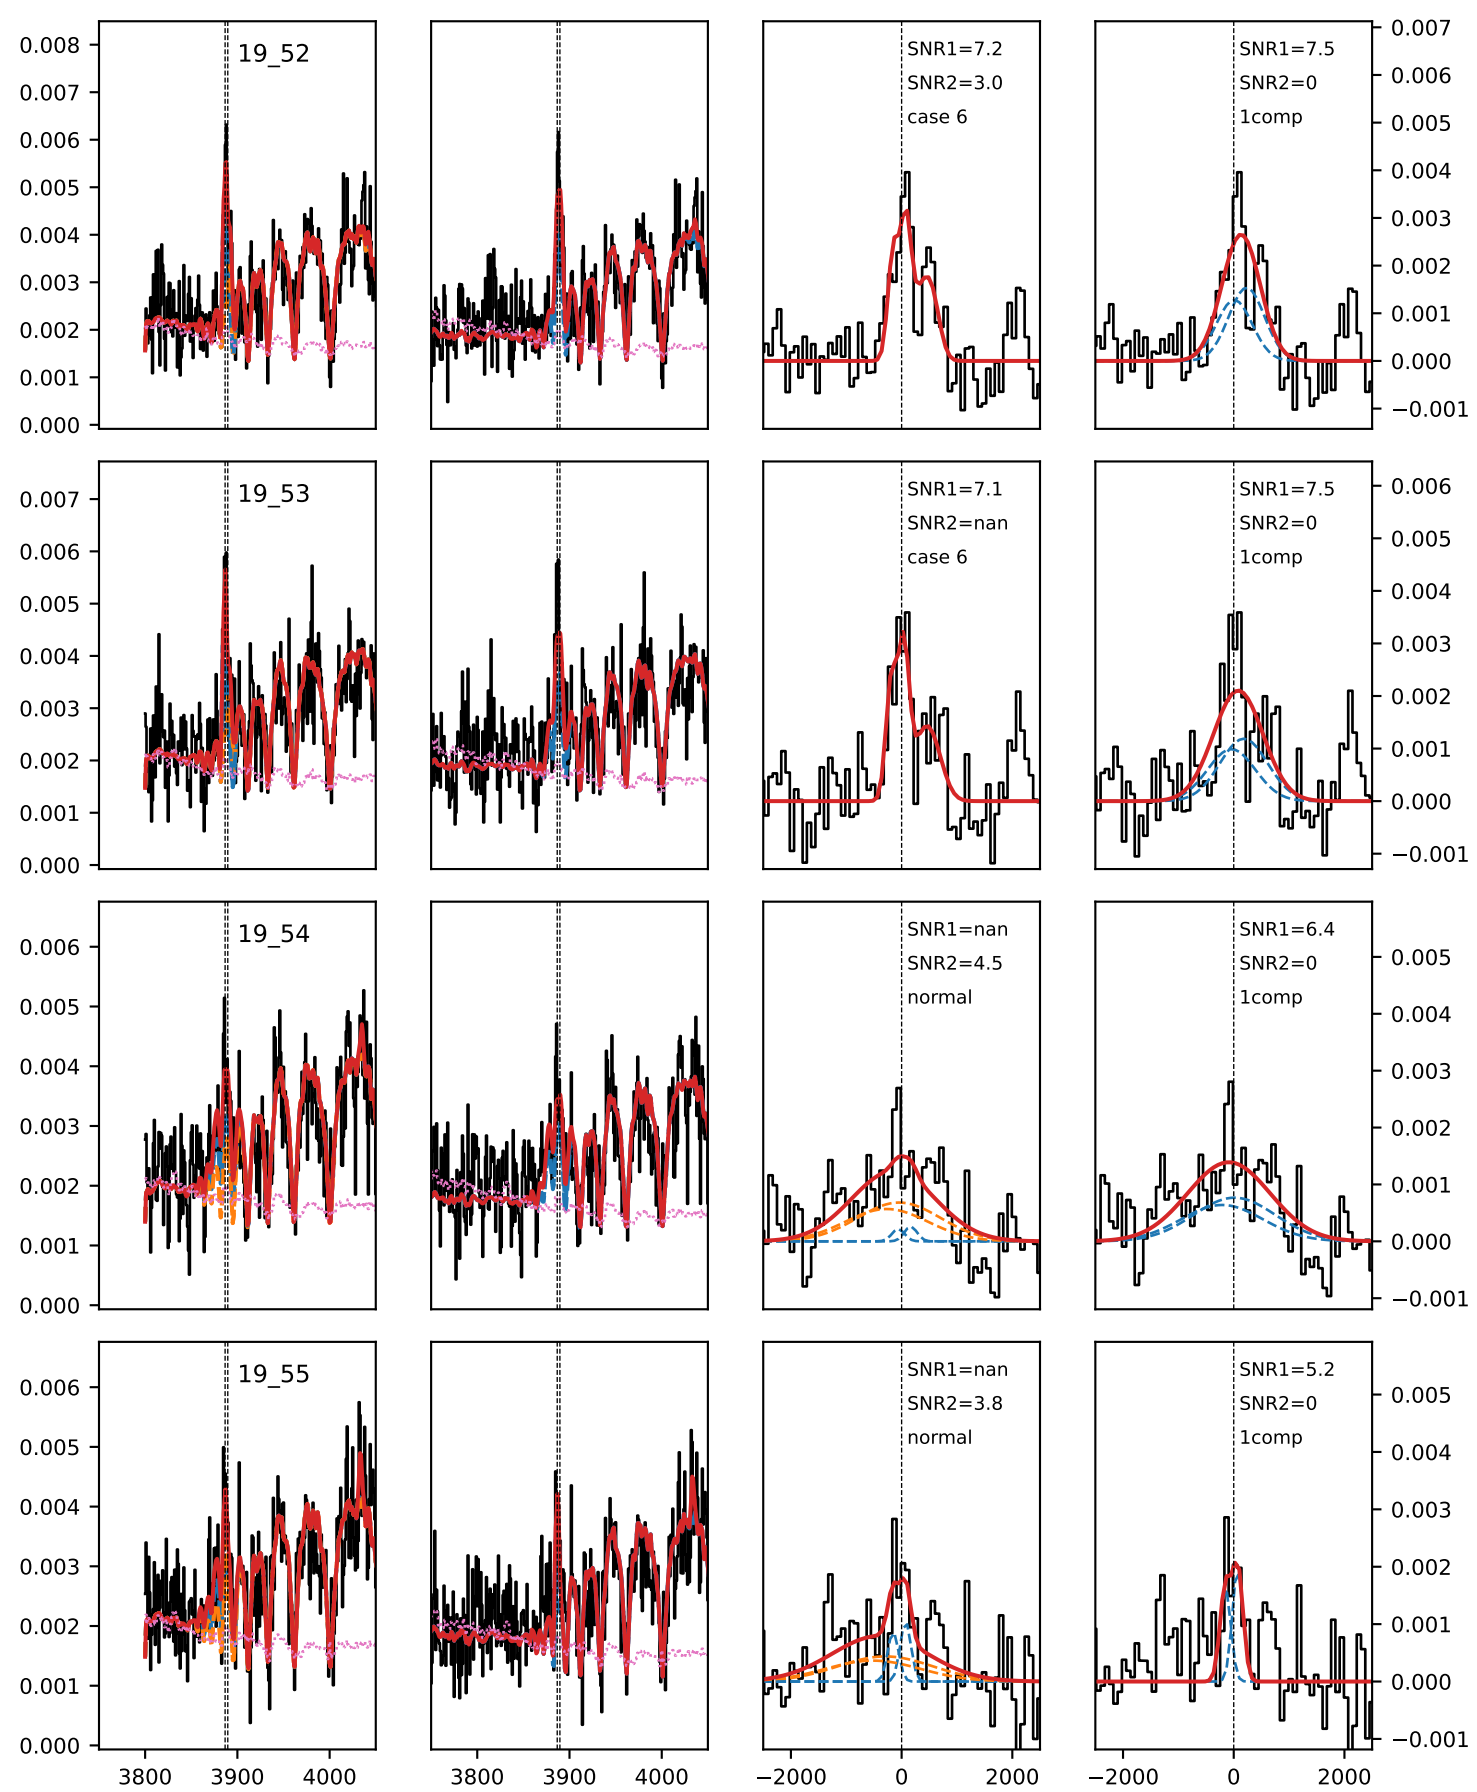 0.008
0.007
0.006
0.005
0.004
0.003
0.002
0.001
0.000
19_52
SNR1=7.2
SNR2=3.0
case 6
SNR1=7.5
SNR2=0
1comp
0.007
0.006
0.005
0.004
0.003
0.002
0.001
0.000
−0.001
0.007
0.006
0.005
0.004
0.003
0.002
0.001
0.000
19_53
SNR1=7.1
SNR2=nan
case 6
SNR1=7.5
SNR2=0
1comp
0.006
0.005
0.004
0.003
0.002
0.001
0.000
−0.001
0.006
0.005
0.004
0.003
0.002
0.001
0.000
19_54
SNR1=nan
SNR2=4.5
normal
SNR1=6.4
SNR2=0
1comp
0.005
0.004
0.003
0.002
0.001
0.000
−0.001
0.006
0.005
0.004
0.003
0.002
0.001
0.000
19_55
SNR1=nan
SNR2=3.8
normal
SNR1=5.2
SNR2=0
1comp
0.005
0.004
0.003
0.002
0.001
0.000
−0.001
3800 3900 4000
3800 3900 4000
−2000 0 2000
−2000 0 2000